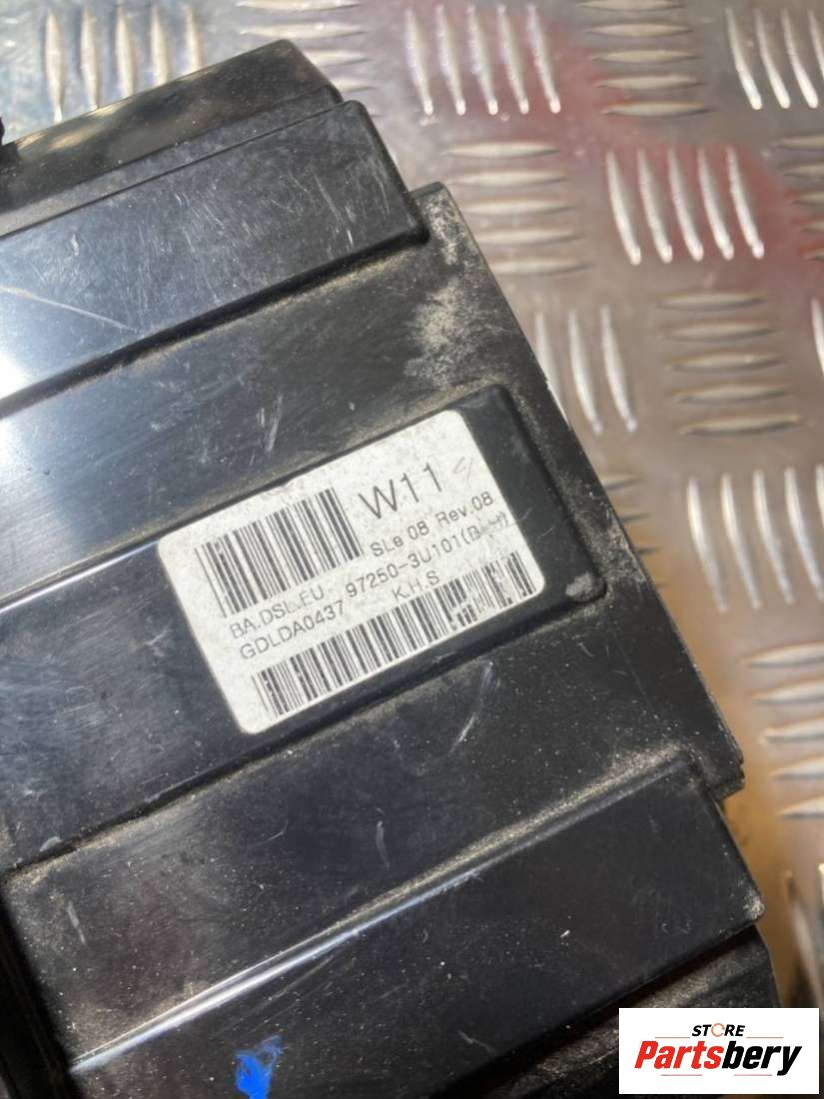 W11
SLe 08 Rev.08
BA.DSL.EU 97250-3U101
GDLDA0437 K.H.S
STORE
Partsbery